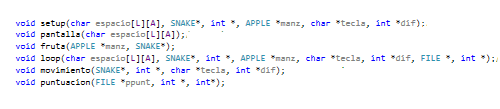 void setup(char espacio[L][A], SNAKE*, int *, APPLE *manz, char *tecla, int *dif);
void pantalla(char espacio[L][A]);
void fruta(APPLE *manz, SNAKE*);
void loop(char espacio[L][A], SNAKE*, int *, APPLE *manz, char *tecla, int *dif, FILE *, int *);
void movimiento(SNAKE*, int *, char *tecla, int *dif);
void puntuacion(FILE *ppunt, int *, int*);